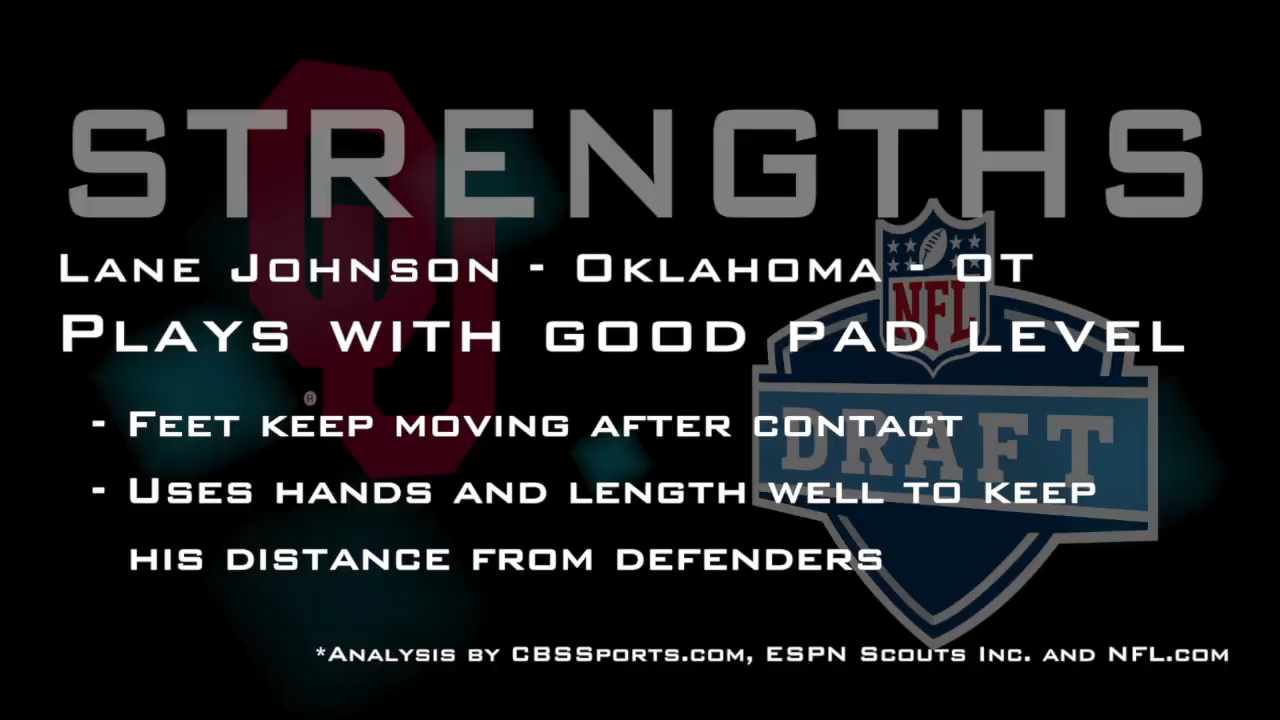 STRENGTHS
LANE JOHNSON - OKLAHOMA - OT
PLAYS WITH GOOD PAD LEVEL
- FEET KEEP MOVING AFTER CONTACT
- USES HANDS AND LENGTH WELL TO KEEP
HIS DISTANCE FROM DEFENDERS
*ANALYSIS BY CBSSPORTS.COM, ESPN SCOUTS INC. AND NFL.COM
NFL
DRAFT
OU
®